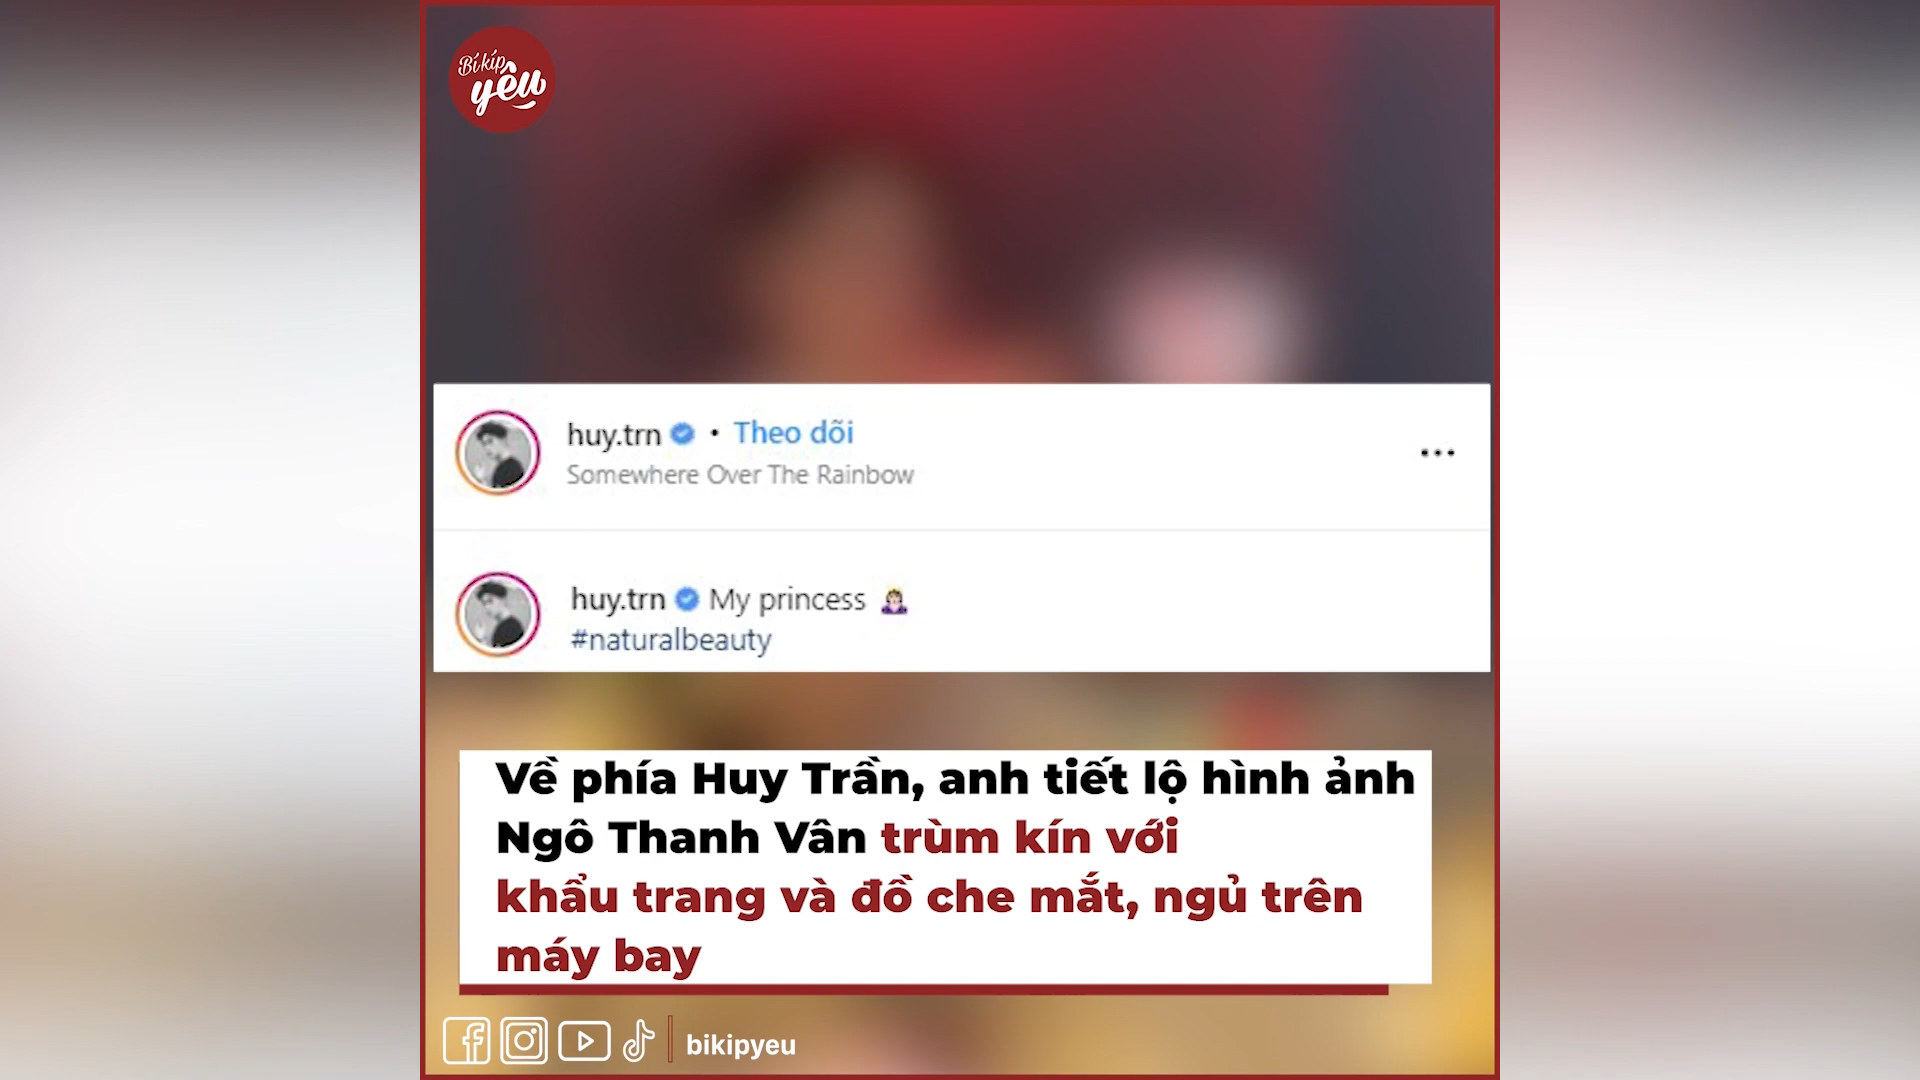 Bí kíp
yêu
huy.trn • Theo dõi
Somewhere Over The Rainbow
huy.trn My princess 👸🏻
#naturalbeauty
Về phía Huy Trần, anh tiết lộ hình ảnh
Ngô Thanh Vân trùm kín với
khẩu trang và đồ che mắt, ngủ trên
máy bay
bikipyeu